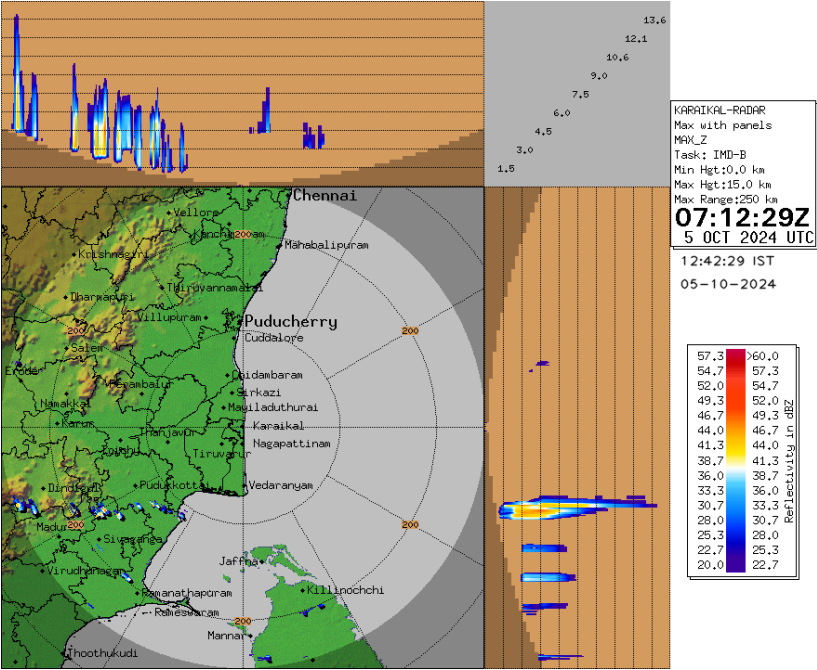 13.6
12.1
10.6
9.0
7.5
6.0
4.5
3.0
1.5
KARAIKAL-RADAR
Max with panels
MAX_Z
Task: IMD-B
Min Hgt:0.0 km
Max Hgt:15.0 km
Max Range:250 km
07:12:29Z
5 OCT 2024 UTC
12:42:29 IST
05-10-2024
Chennai
Vellore
200
Mahabalipuram
Krishnagiri
Thiruvannamalai
Dharmapuri
Villupuram
Puducherry
200
200
Cuddalore
Salem
Erode
Chidambaram
Perambalur
Sirkazi
Namakkal
Mayiladuthurai
Karur
Karaikal
Thanjavur
Nagapattinam
Tiruvarur
Dindigul
Pudukkottai
Vedaranyam
200
200
Sivaganga
Jaffna
Virudhunagar
Ramanathapuram
Killinochchi
Rameswaram
200
Mannar
Thoothukudi
57.3 >60.0
54.7 57.3
52.0 54.7
49.3 52.0
46.7 49.3
44.0 46.7
41.3 44.0
38.7 41.3
36.0 38.7
33.3 36.0
30.7 33.3
28.0 30.7
25.3 28.0
22.7 25.3
20.0 22.7
Reflectivity in dBZ